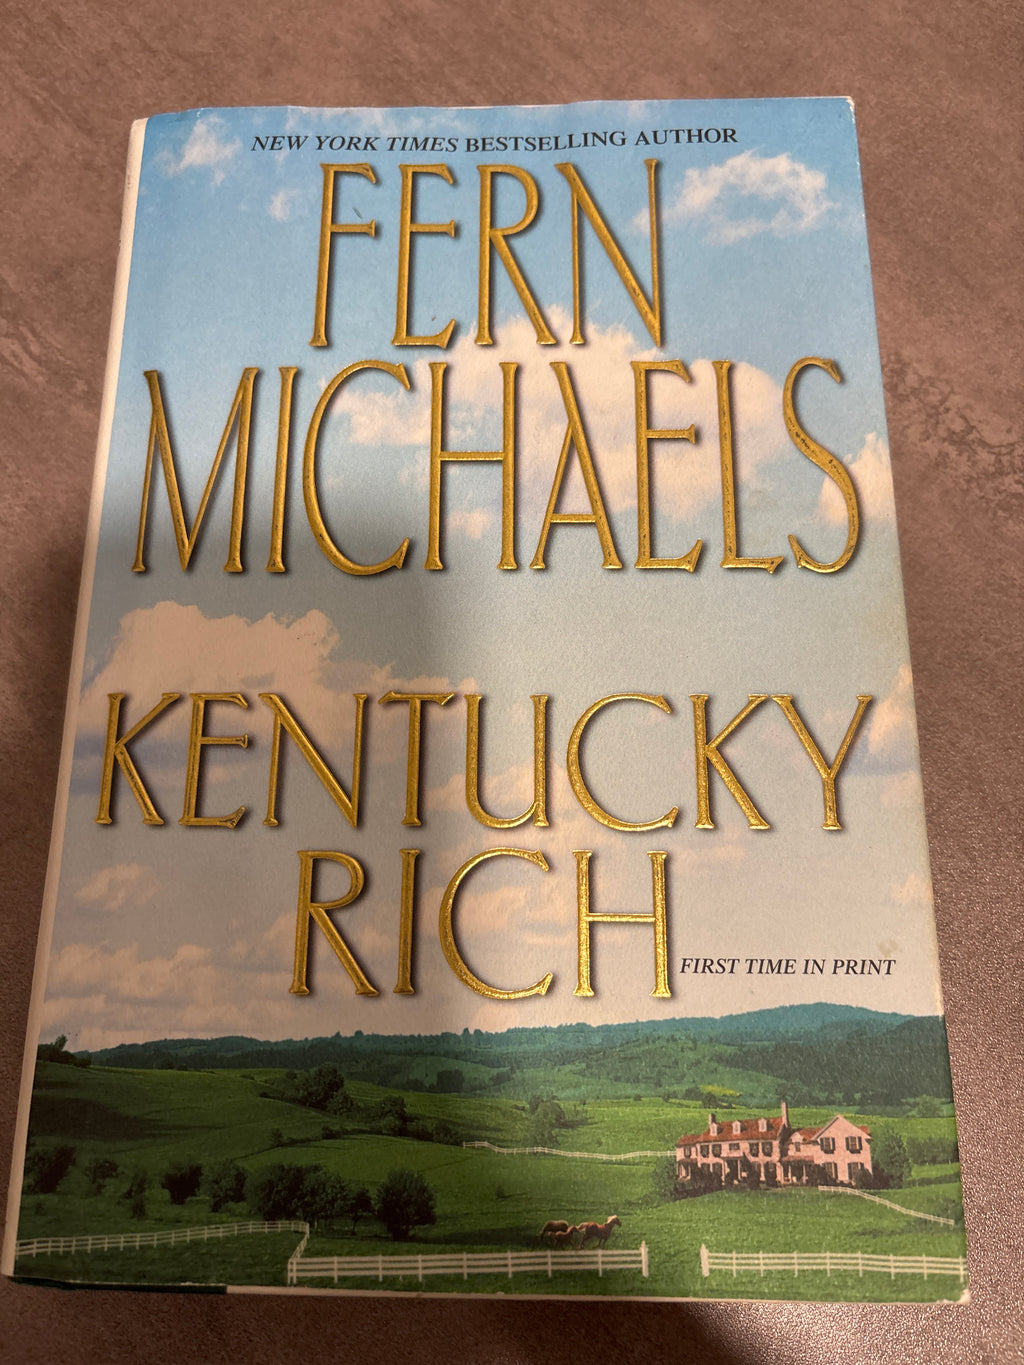 NEW YORK TIMES BESTSELLING AUTHOR
FERN
MICHAELS
KENTUCKY
RICH
FIRST TIME IN PRINT